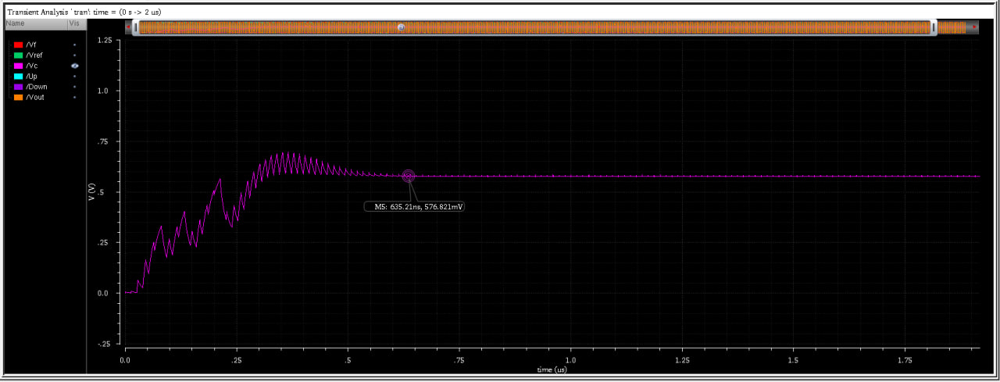 Transient Analysis `tran': time = (0 s -> 2 us)
Name Vis
/Vf
/Vref
/Vc
/Up
/Down
/Vout
1.25
1.0
.75
.5
.25
0.0
-.25
V (V)
M5: 635.21ns, 576.821mV
0.0 .25 .5 .75 1.0 1.25 1.5 1.75
time (us)